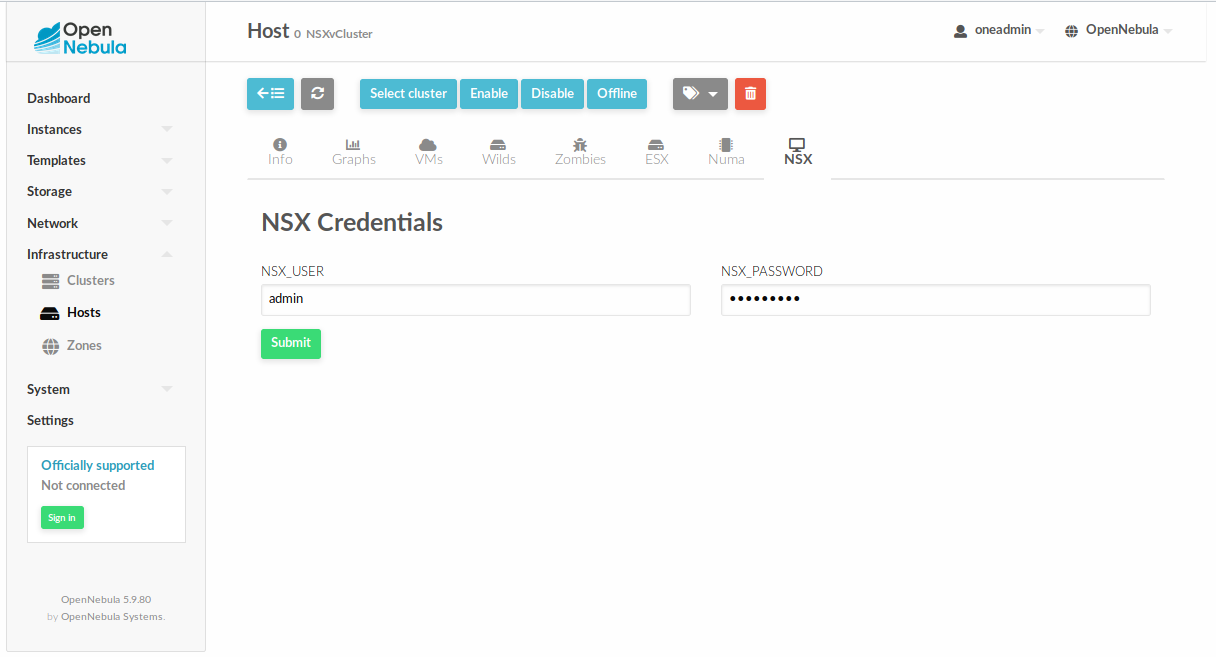 Open
Nebula
Host 0 NSXvCluster
oneadmin
OpenNebula
Dashboard
Instances
Templates
Storage
Network
Infrastructure
Clusters
Hosts
Zones
System
Settings
Officially supported
Not connected
Sign in
OpenNebula 5.9.80
by OpenNebula Systems.
Select cluster
Enable
Disable
Offline
Info
Graphs
VMs
Wilds
Zombies
ESX
Numa
NSX
NSX Credentials
NSX_USER
admin
NSX_PASSWORD
•••••••••
Submit